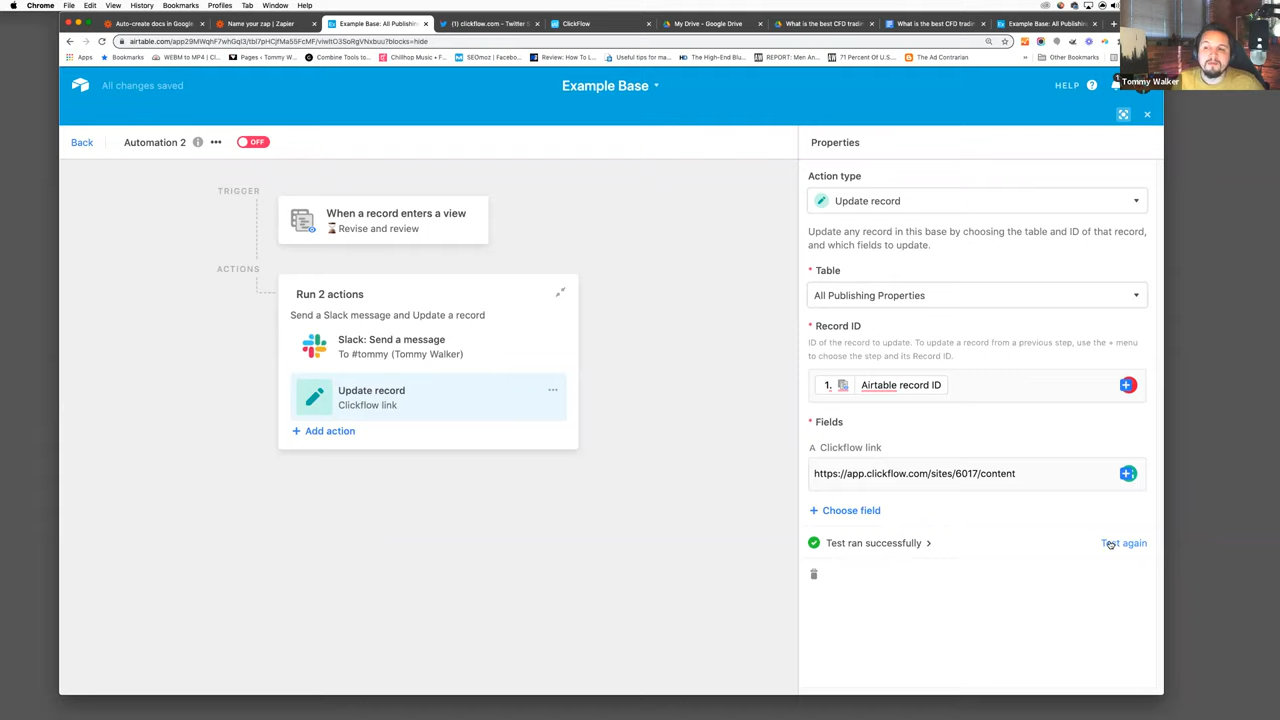 Chrome File Edit View History Bookmarks Profiles Tab Window Help
Auto-create docs in Google
Name your zap | Zapier
Example Base: All Publishing
(1) clickflow.com - Twitter S
ClickFlow
My Drive - Google Drive
What is the best CFD tradin
What is the best CFD tradin
Example Base: All Publishin
airtable.com/app29MWqhF7whGqI3/tbl7pHCjfMa55FcMF/viwItO3SoRgVNxbuu?blocks=hide
Apps
Bookmarks
WEBM to MP4 | Cl
Pages ‹ Tommy W
Combine Tools to
Chillhop Music • F
SEOmoz | Facebo
Review: How To L
Useful tips for ma
The High-End Blu
REPORT: Men An
71 Percent Of U.S.
The Ad Contrarian
Other Bookmarks
Tommy Walker
All changes saved
Example Base
HELP
Back
Automation 2
OFF
Properties
TRIGGER
When a record enters a view
Revise and review
ACTIONS
Run 2 actions
Send a Slack message and Update a record
Slack: Send a message
To #tommy (Tommy Walker)
Update record
Clickflow link
+ Add action
Action type
Update record
Update any record in this base by choosing the table and ID of that record,
and which fields to update.
* Table
All Publishing Properties
* Record ID
ID of the record to update. To update a record from a previous step, use the + menu
to choose the step and its Record ID.
1. Airtable record ID
* Fields
A Clickflow link
https://app.clickflow.com/sites/6017/content
+ Choose field
Test ran successfully
Test again